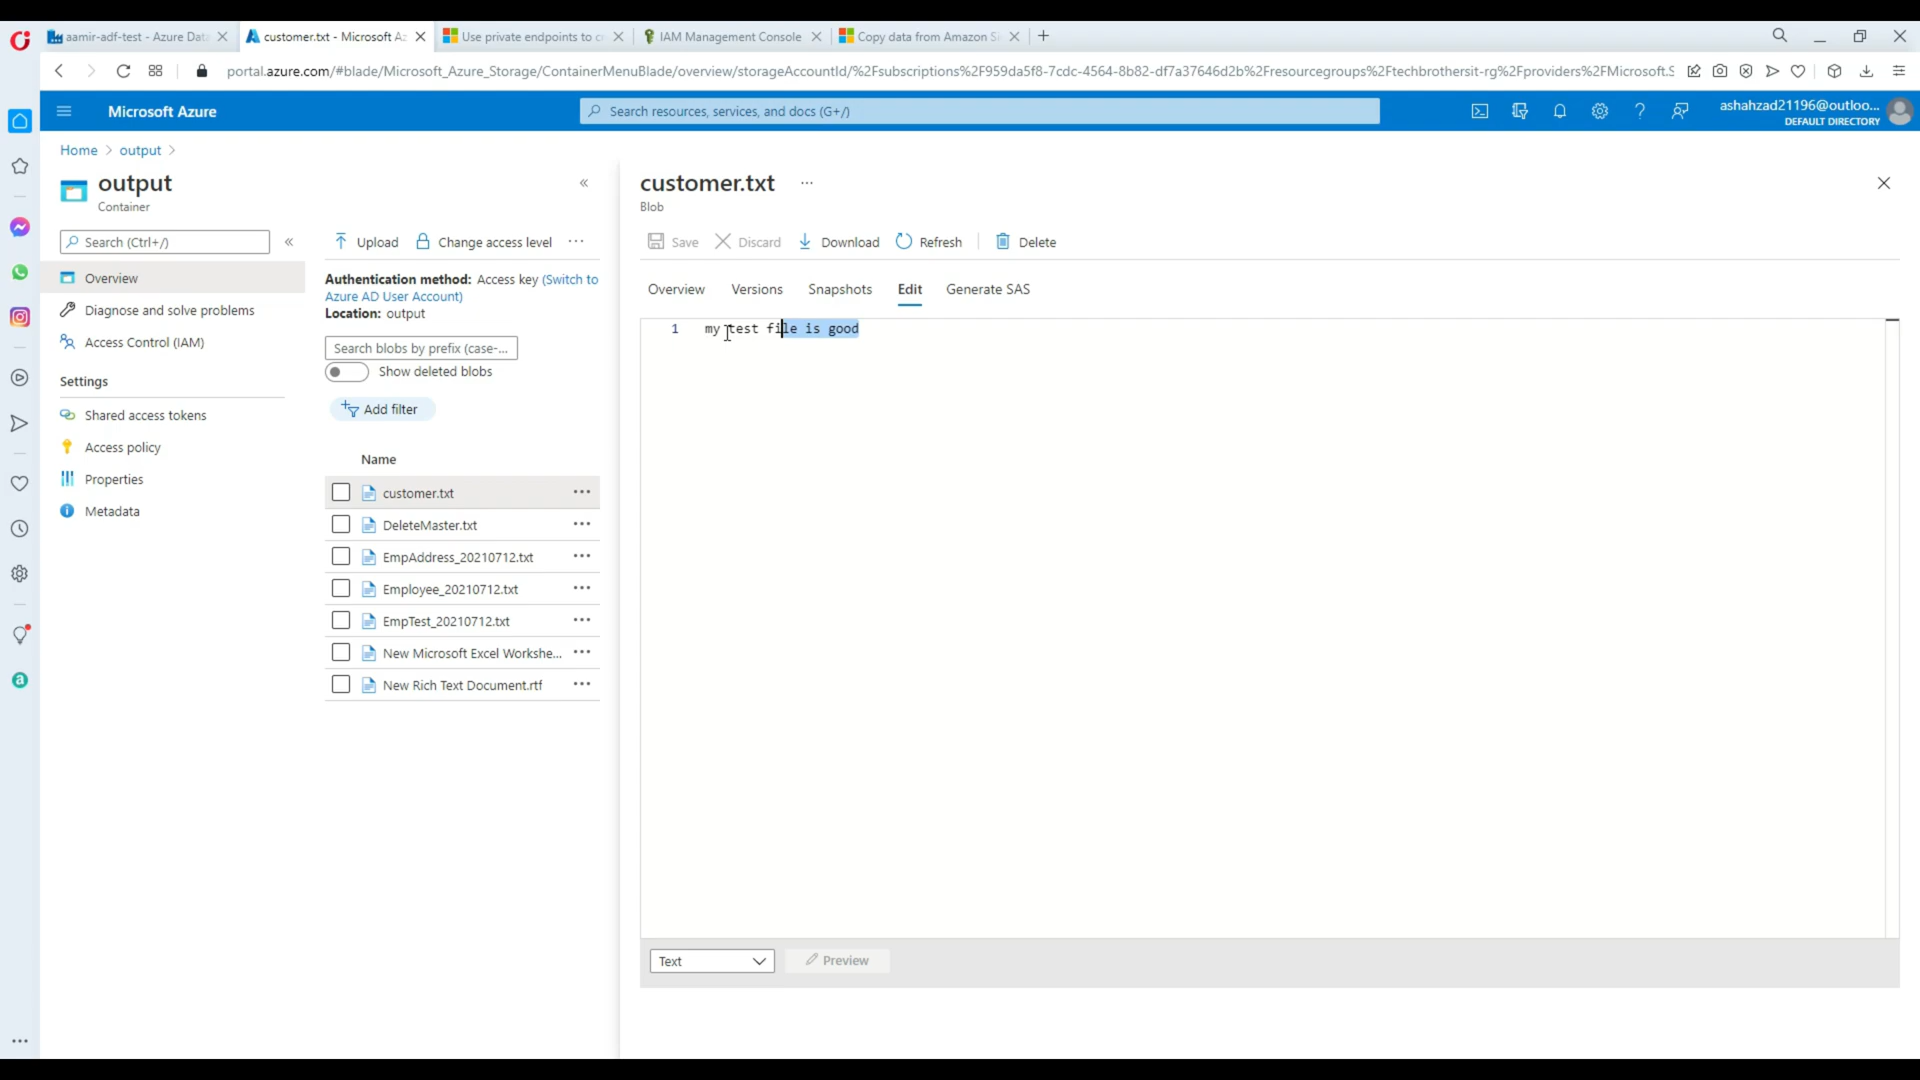 aamir-adf-test - Azure Data
customer.txt - Microsoft Az
Use private endpoints to c
IAM Management Console
Copy data from Amazon S
portal.azure.com/#blade/Microsoft_Azure_Storage/ContainerMenuBlade/overview/storageAccountId/%2Fsubscriptions%2F959da5f8-7cdc-4564-8b82-df7a37646d2b%2Fresourcegroups%2Ftechbrothersit-rg%2Fproviders%2FMicrosoft.S
Microsoft Azure
Search resources, services, and docs (G+/)
ashahzad21196@outloo...
DEFAULT DIRECTORY
Home > output >
output
Container
Search (Ctrl+/)
Overview
Diagnose and solve problems
Access Control (IAM)
Settings
Shared access tokens
Access policy
Properties
Metadata
Upload
Change access level
Authentication method: Access key (Switch to
Azure AD User Account)
Location: output
Search blobs by prefix (case-...
Show deleted blobs
Add filter
Name
customer.txt
DeleteMaster.txt
EmpAddress_20210712.txt
Employee_20210712.txt
EmpTest_20210712.txt
New Microsoft Excel Workshe...
New Rich Text Document.rtf
customer.txt ...
Blob
Save
Discard
Download
Refresh
Delete
Overview
Versions
Snapshots
Edit
Generate SAS
1 my test file is good
Text
Preview